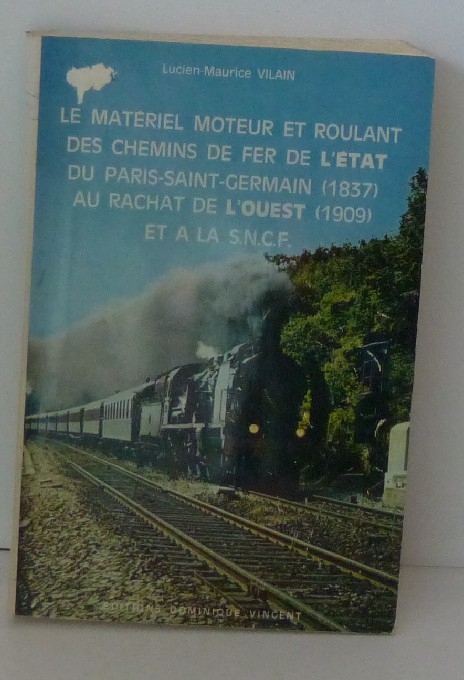 Lucien-Maurice VILAIN
LE MATÉRIEL MOTEUR ET ROULANT
DES CHEMINS DE FER DE L'ÉTAT
DU PARIS-SAINT-GERMAIN (1837)
AU RACHAT DE L'OUEST (1909)
ET A LA S.N.C.F.
ÉDITIONS DOMINIQUE VINCENT